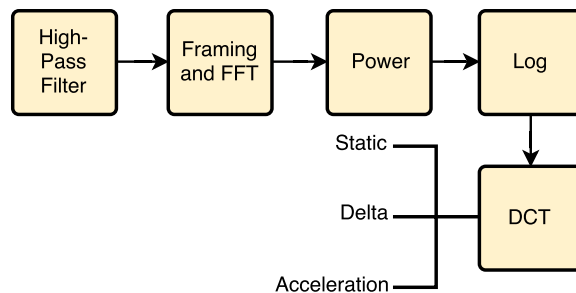 High-
Pass
Filter
Framing
and FFT
Power
Log
Static
Delta
DCT
Acceleration